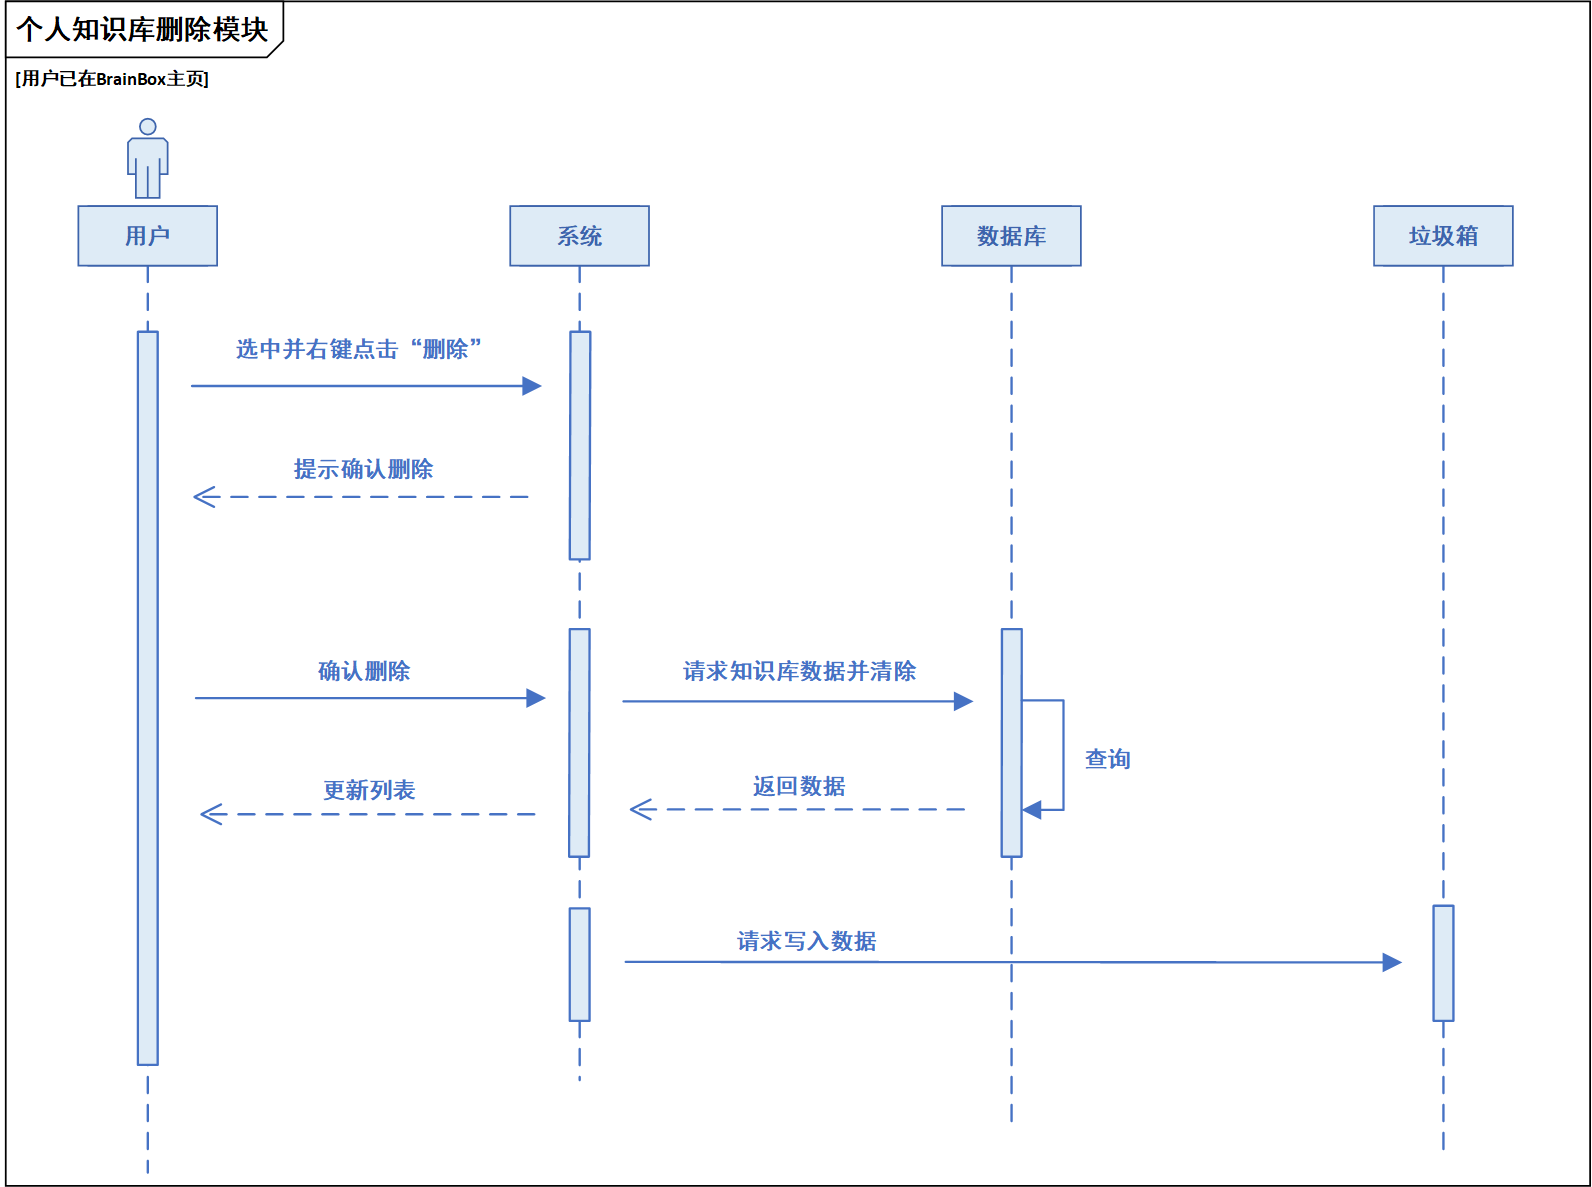 个人知识库删除模块
[用户已在BrainBox主页]
用户
系统
数据库
垃圾箱
选中并右键点击“删除”
提示确认删除
确认删除
请求知识库数据并清除
查询
更新列表
返回数据
请求写入数据